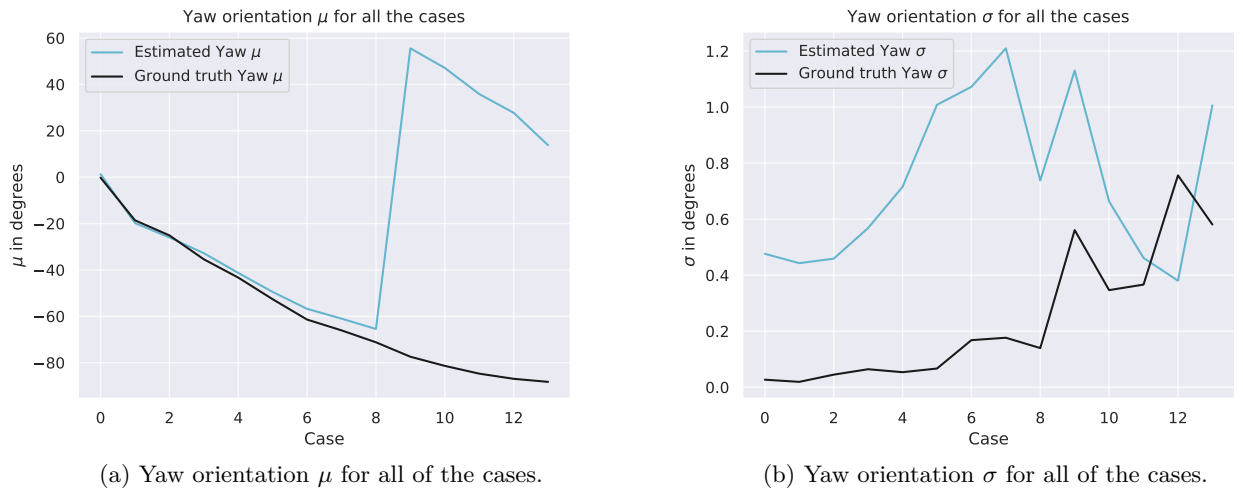 Yaw orientation μ for all the cases
Estimated Yaw μ
Ground truth Yaw μ
60
40
20
0
−20
−40
−60
−80
μ in degrees
0 2 4 6 8 10 12
Case
(a) Yaw orientation μ for all of the cases.
Yaw orientation σ for all the cases
Estimated Yaw σ
Ground truth Yaw σ
1.2
1.0
0.8
0.6
0.4
0.2
0.0
σ in degrees
0 2 4 6 8 10 12
Case
(b) Yaw orientation σ for all of the cases.